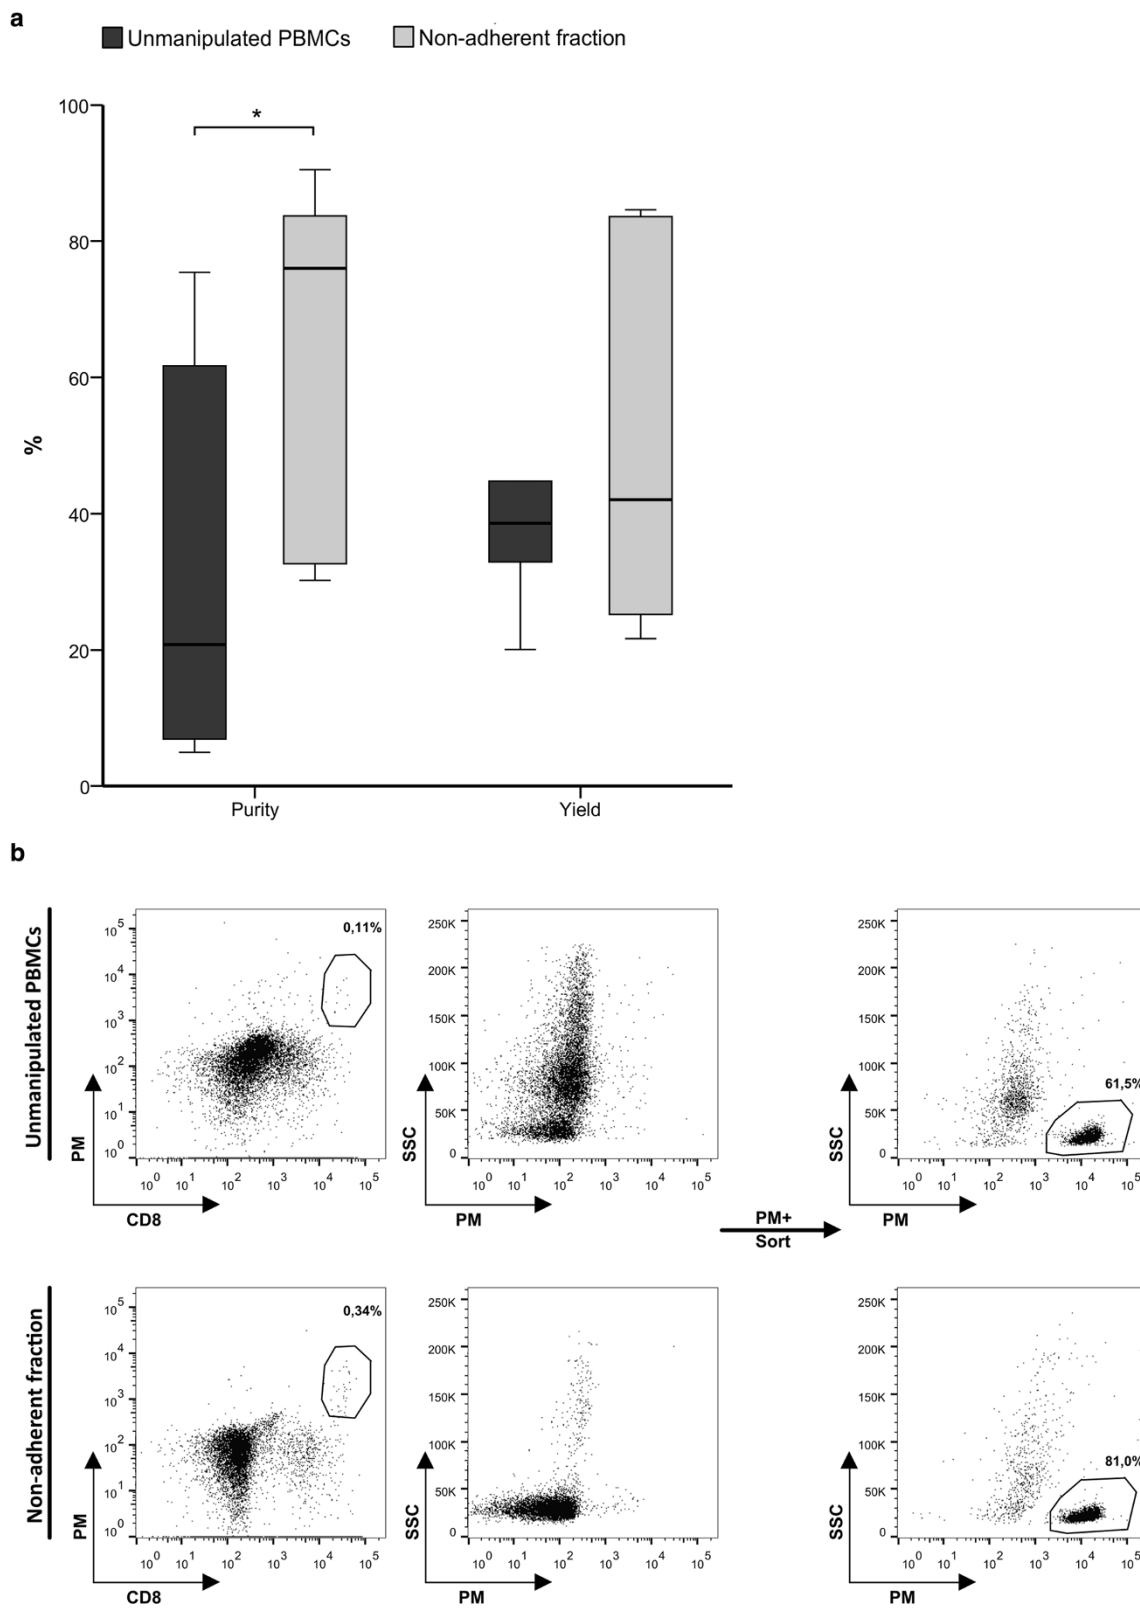 a
Unmanipulated PBMCs Non-adherent fraction
*
100
80
60
40
20
0
%
Purity Yield
b
Unmanipulated PBMCs
0,11%
10^5
10^4
10^3
10^2
10^1
10^0
PM
10^0 10^1 10^2 10^3 10^4 10^5
CD8
250K
200K
150K
100K
50K
0
SSC
10^0 10^1 10^2 10^3 10^4 10^5
PM
PM+
Sort
250K
200K
150K
100K
50K
0
61,5%
SSC
10^0 10^1 10^2 10^3 10^4 10^5
PM
Non-adherent fraction
0,34%
10^5
10^4
10^3
10^2
10^1
10^0
PM
10^0 10^1 10^2 10^3 10^4 10^5
CD8
250K
200K
150K
100K
50K
0
SSC
10^0 10^1 10^2 10^3 10^4 10^5
PM
250K
200K
150K
100K
50K
0
81,0%
SSC
10^0 10^1 10^2 10^3 10^4 10^5
PM